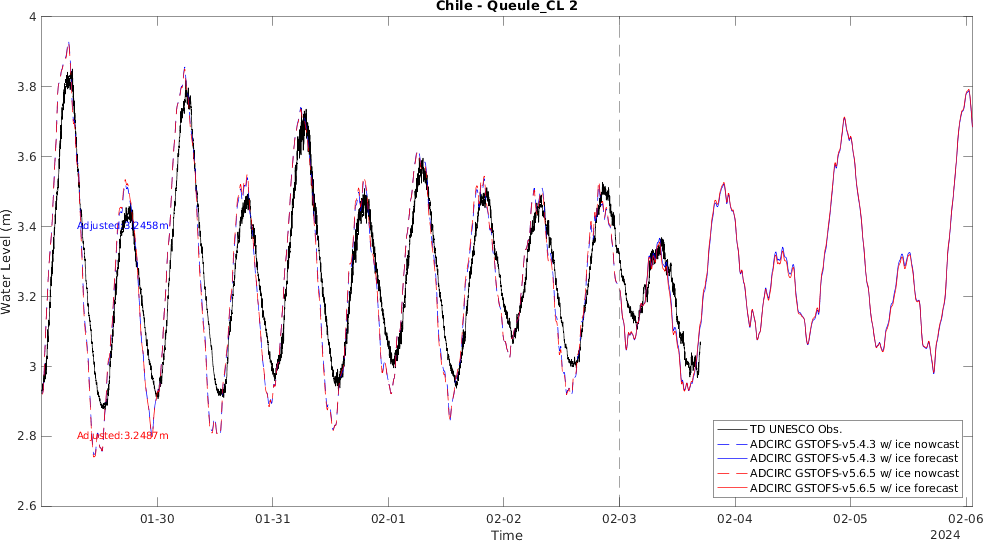 Chile - Queule_CL 2
Water Level (m)
4
3.8
3.6
3.4
3.2
3
2.8
2.6
Adjusted:3.2458m
Adjusted:3.2487m
TD UNESCO Obs.
ADCIRC GSTOFS-v5.4.3 w/ ice nowcast
ADCIRC GSTOFS-v5.4.3 w/ ice forecast
ADCIRC GSTOFS-v5.6.5 w/ ice nowcast
ADCIRC GSTOFS-v5.6.5 w/ ice forecast
01-30 01-31 02-01 02-02 02-03 02-04 02-05 02-06
Time
2024